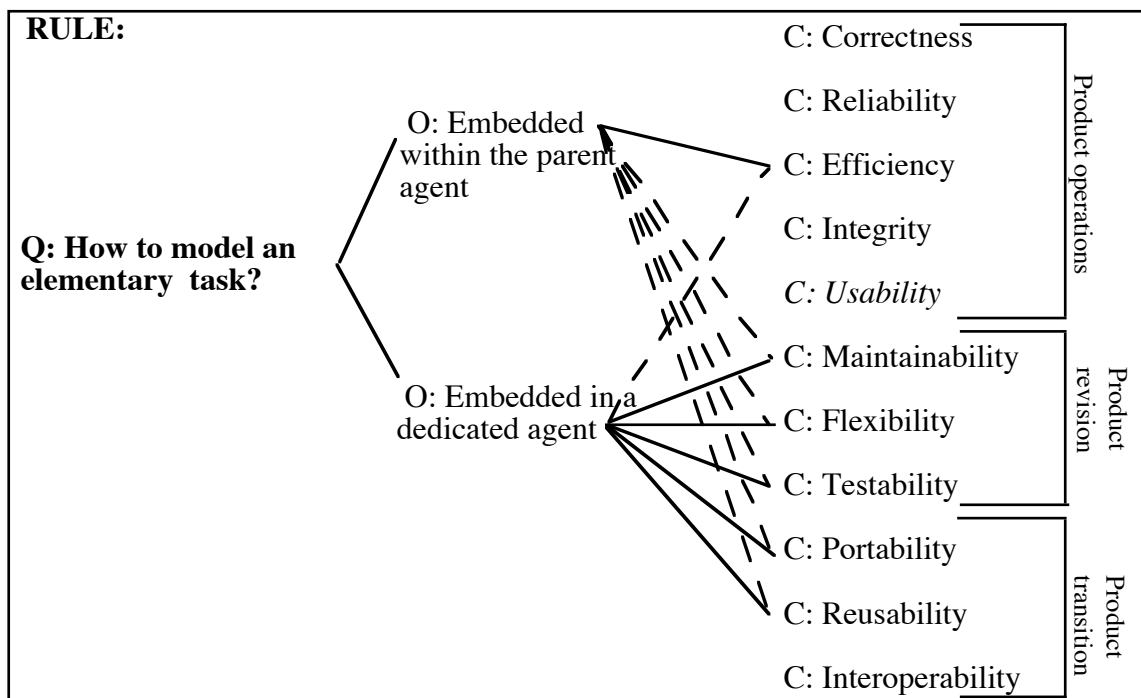 RULE:
Q: How to model an
elementary task?
O: Embedded
within the parent
agent
O: Embedded in a
dedicated agent
C: Correctness
C: Reliability
C: Efficiency
C: Integrity
C: Usability
C: Maintainability
C: Flexibility
C: Testability
C: Portability
C: Reusability
C: Interoperability
Product operations
Product
revision
Product
transition